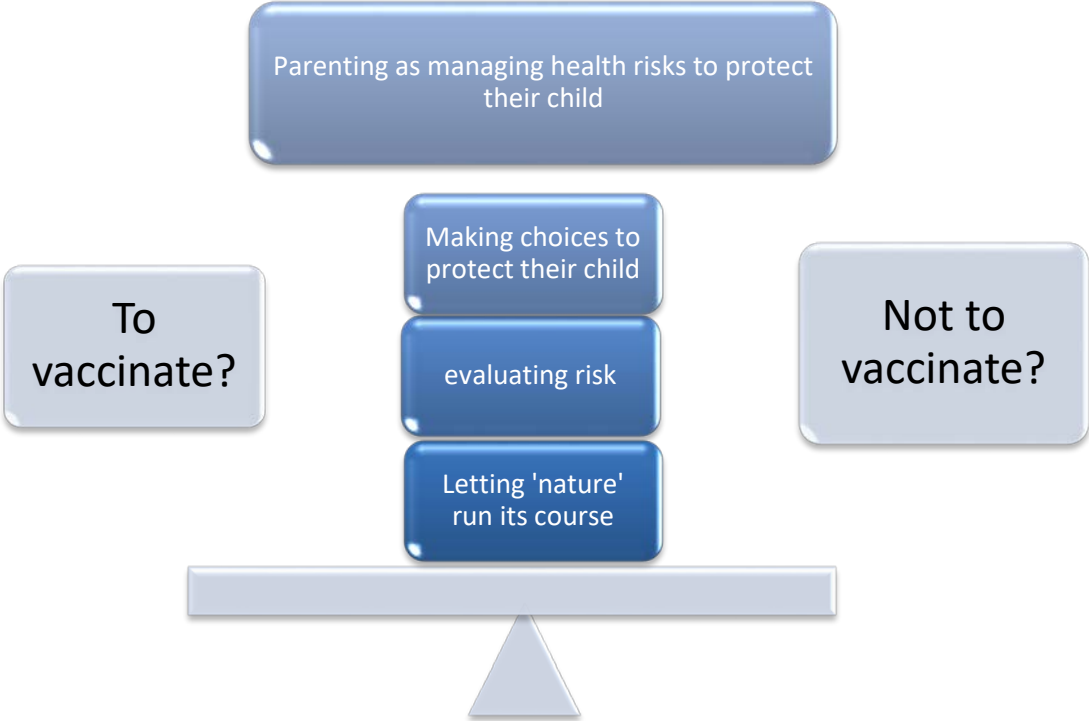 Parenting as managing health risks to protect
their child
Making choices to
protect their child
To
vaccinate?
Not to
vaccinate?
evaluating risk
Letting 'nature'
run its course